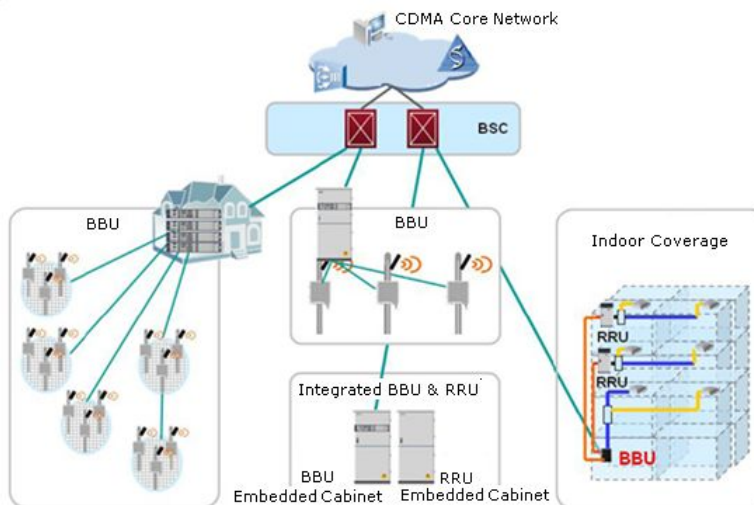 CDMA Core Network
BSC
BBU
BBU
Indoor Coverage
RRU
RRU
BBU
Integrated BBU & RRU
BBU
Embedded Cabinet
RRU
Embedded Cabinet